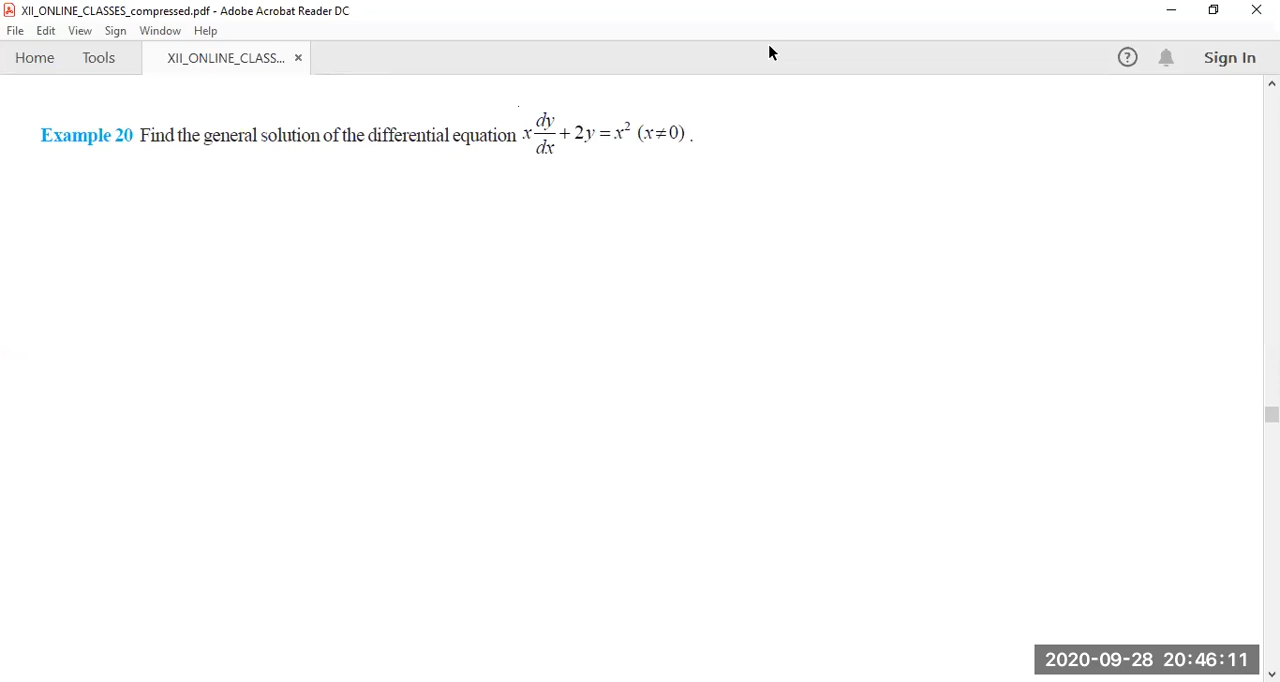 XII_ONLINE_CLASSES_compressed.pdf - Adobe Acrobat Reader DC
File Edit View Sign Window Help
Home Tools XII_ONLINE_CLASS... × ? Sign In
Example 20 Find the general solution of the differential equation x dy/dx + 2y = x² (x≠0) .
2020-09-28 20:46:11